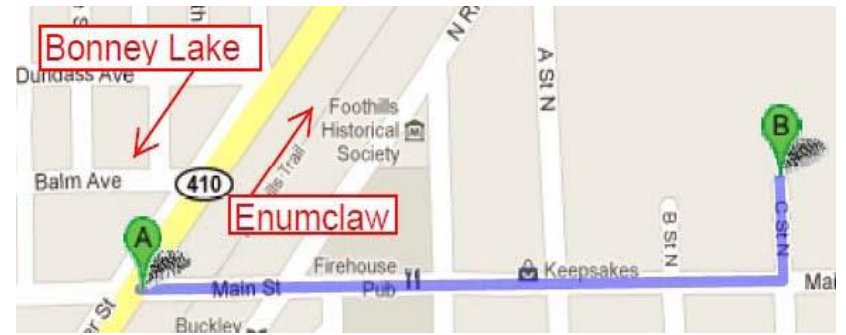 Bonney Lake
Dundass Ave
N
Foothills
Historical
Society
A St N
B
Balm Ave
410
Enumclaw
A
B St N
C St N
Firehouse
Pub
Keepsakes
Main St
Buckley